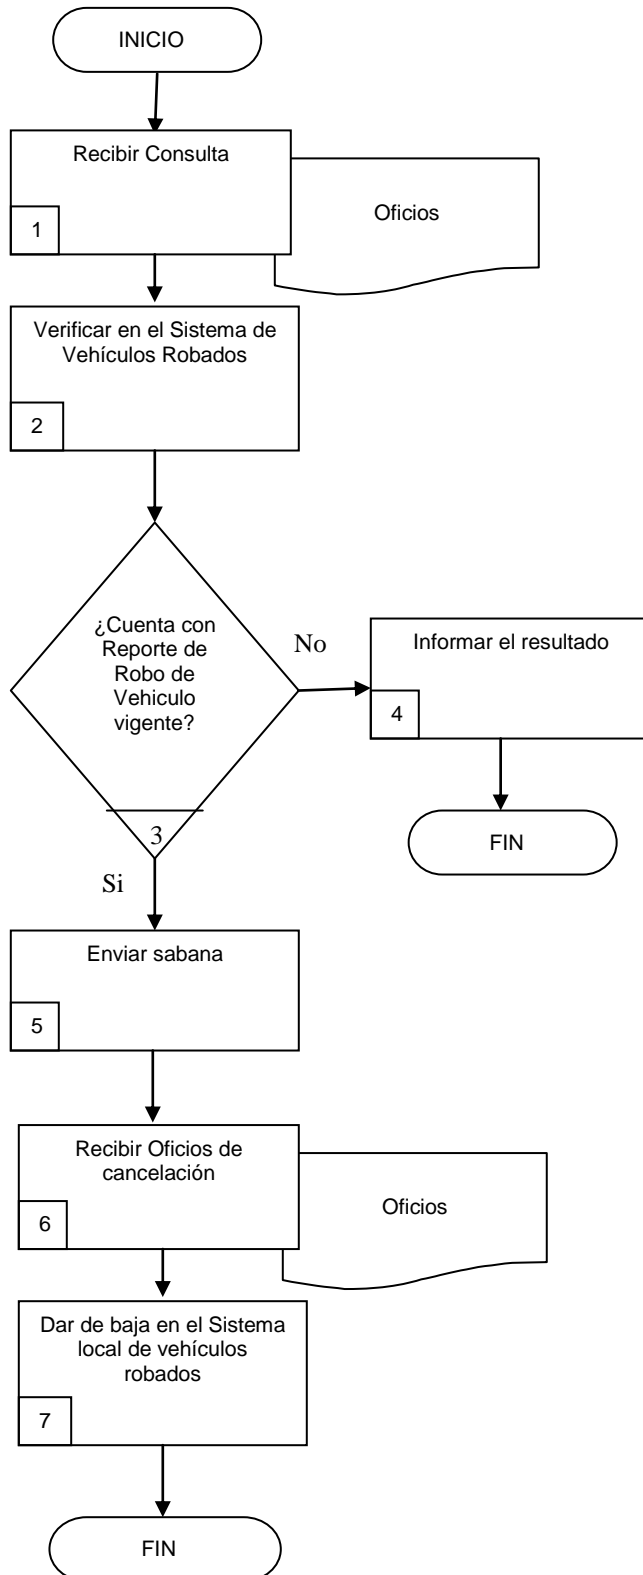 INICIO
Recibir Consulta
Oficios
1
Verificar en el Sistema de
Vehículos Robados
2
¿Cuenta con
Reporte de
Robo de
Vehiculo
vigente?
3
No
Informar el resultado
4
FIN
Si
Enviar sabana
5
Recibir Oficios de
cancelación
Oficios
6
Dar de baja en el Sistema
local de vehículos
robados
7
FIN